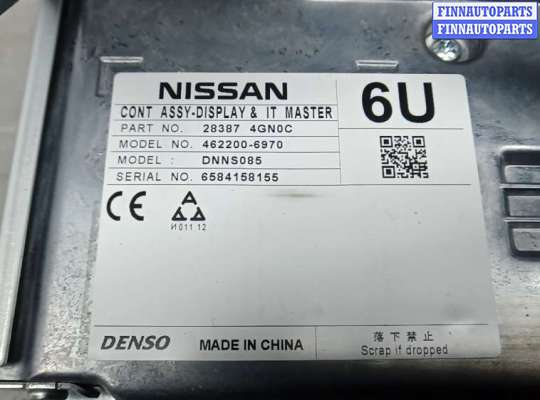 FINNAUTOPARTS
FINNAUTOPARTS
NISSAN
6U
CONT ASSY-DISPLAY & IT MASTER
PART NO. 28387 4GN0C
MODEL NO. 462200-6970
MODEL : DNNS085
SERIAL NO. 6584158155
CE
И011 12
DENSO
MADE IN CHINA
落下禁止
Scrap if dropped